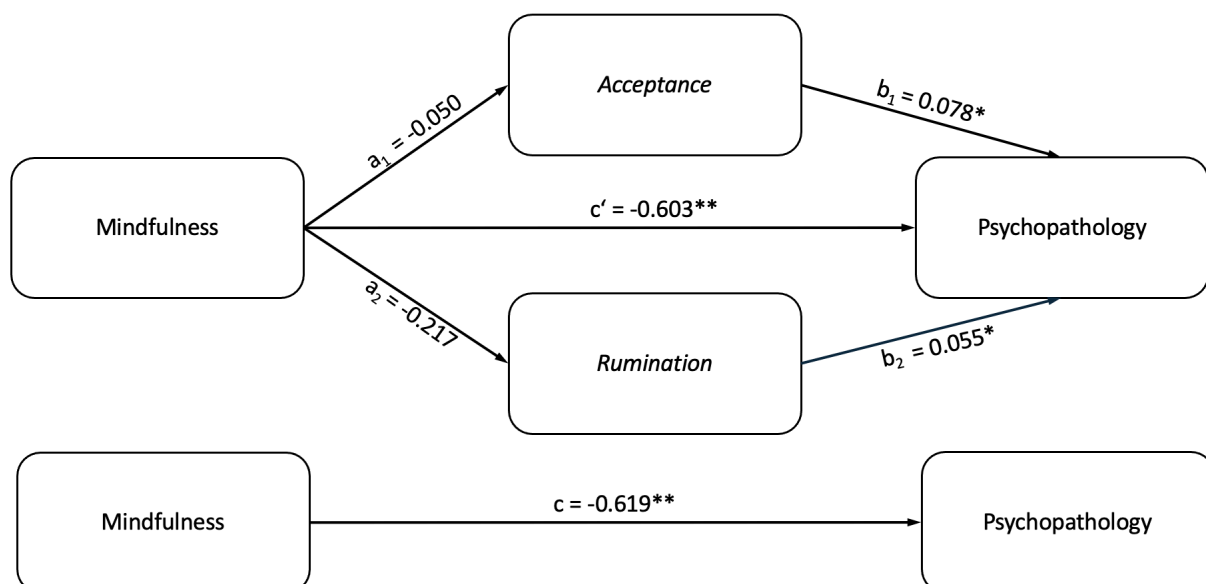 Acceptance
a₁ = -0.050
b₁ = 0.078*
Mindfulness
c‘ = -0.603**
Psychopathology
a₂ = -0.217
Rumination
b₂ = 0.055*
Mindfulness
c = -0.619**
Psychopathology